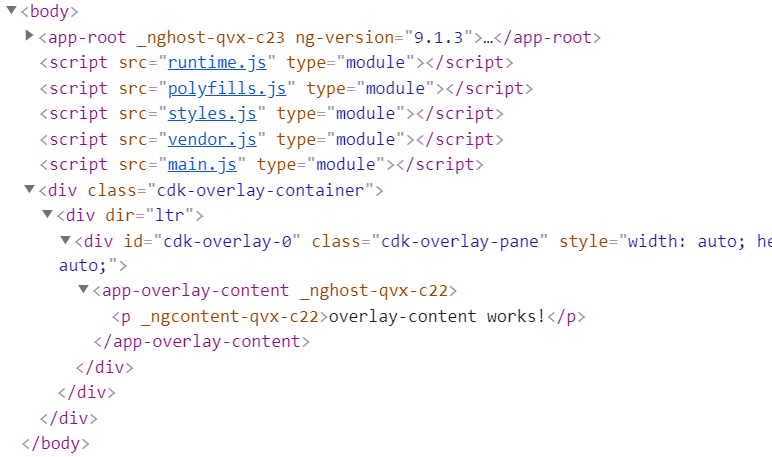 ▼<body>
▶<app-root _nghost-qvx-c23 ng-version="9.1.3">…</app-root>
<script src="runtime.js" type="module"></script>
<script src="polyfills.js" type="module"></script>
<script src="styles.js" type="module"></script>
<script src="vendor.js" type="module"></script>
<script src="main.js" type="module"></script>
▼<div class="cdk-overlay-container">
▼<div dir="ltr">
▼<div id="cdk-overlay-0" class="cdk-overlay-pane" style="width: auto; he
auto;">
▼<app-overlay-content _nghost-qvx-c22>
<p _ngcontent-qvx-c22>overlay-content works!</p>
</app-overlay-content>
</div>
</div>
</div>
</body>